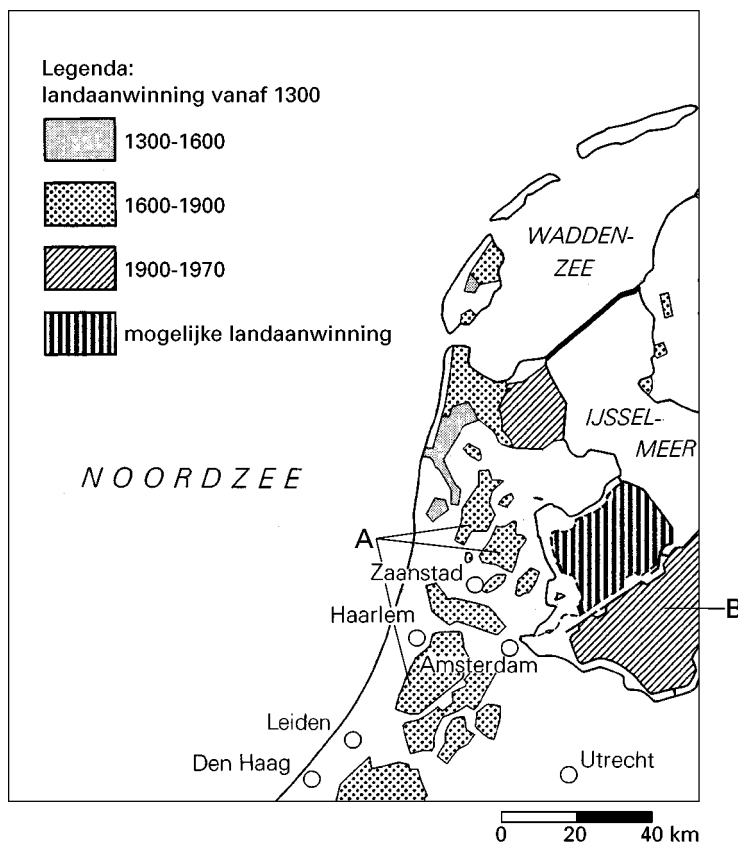 Legenda:
landaanwinning vanaf 1300
1300-1600
1600-1900
1900-1970
mogelijke landaanwinning
WADDEN-
ZEE
IJSSEL-
MEER
NOORDZEE
A
Zaanstad
B
Haarlem
Amsterdam
Leiden
Den Haag
Utrecht
0 20 40 km